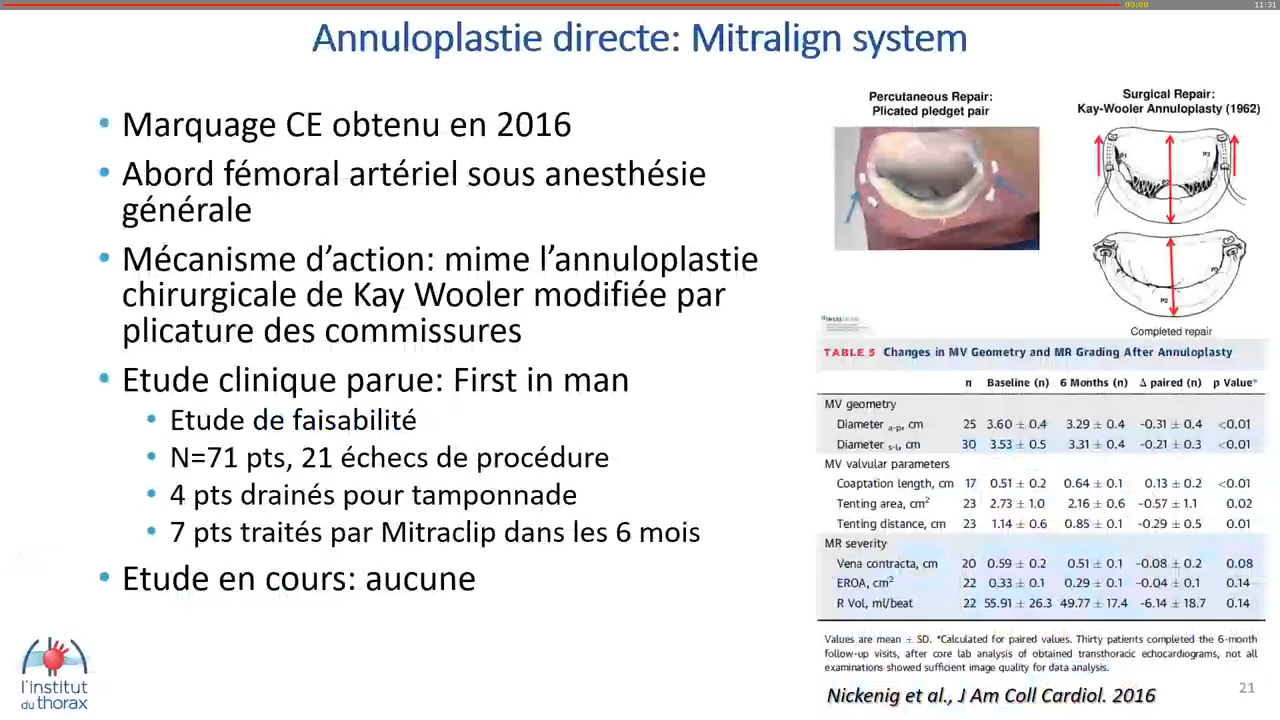 00:00
11:31
Annuloplastie directe: Mitralign system
• Marquage CE obtenu en 2016
• Abord fémoral artériel sous anesthésie
générale
• Mécanisme d’action: mime l’annuloplastie
chirurgicale de Kay Wooler modifiée par
plicature des commissures
• Etude clinique parue: First in man
• Etude de faisabilité
• N=71 pts, 21 échecs de procédure
• 4 pts drainés pour tamponnade
• 7 pts traités par Mitraclip dans les 6 mois
• Etude en cours: aucune
l'institut
du thorax
Percutaneous Repair:
Plicated pledget pair
Surgical Repair:
Kay-Wooler Annuloplasty (1962)
P1
P3
P2
P2
Completed repair
TABLE 5 Changes in MV Geometry and MR Grading After Annuloplasty
n Baseline (n) 6 Months (n) Δ paired (n) p Value*
MV geometry
Diameter a-p, cm 25 3.60 ± 0.4 3.29 ± 0.4 -0.31 ± 0.4 <0.01
Diameter s-l, cm 30 3.53 ± 0.5 3.31 ± 0.4 -0.21 ± 0.3 <0.01
MV valvular parameters
Coaptation length, cm 17 0.51 ± 0.2 0.64 ± 0.1 0.13 ± 0.2 <0.01
Tenting area, cm² 23 2.73 ± 1.0 2.16 ± 0.6 -0.57 ± 1.1 0.02
Tenting distance, cm 23 1.14 ± 0.6 0.85 ± 0.1 -0.29 ± 0.5 0.01
MR severity
Vena contracta, cm 20 0.59 ± 0.2 0.51 ± 0.1 -0.08 ± 0.2 0.08
EROA, cm² 22 0.33 ± 0.1 0.29 ± 0.1 -0.04 ± 0.1 0.14
R Vol, ml/beat 22 55.91 ± 26.3 49.77 ± 17.4 -6.14 ± 18.7 0.14
Values are mean ± SD. *Calculated for paired values. Thirty patients completed the 6-month
follow-up visits, after core lab analysis of obtained transthoracic echocardiograms, not all
examinations showed sufficient image quality for data analysis.
Nickenig et al., J Am Coll Cardiol. 2016
21